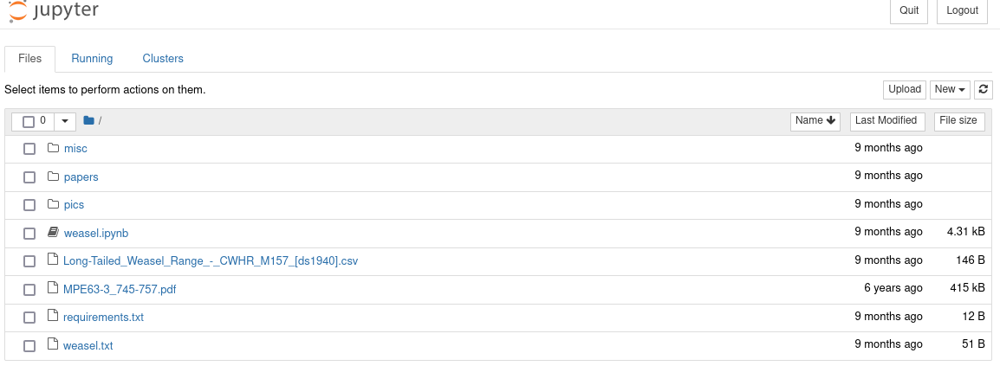 jupyter Quit Logout
Files Running Clusters
Select items to perform actions on them. Upload New
0 / Name Last Modified File size
misc 9 months ago
papers 9 months ago
pics 9 months ago
weasel.ipynb 9 months ago 4.31 kB
Long-Tailed_Weasel_Range_-_CWHR_M157_[ds1940].csv 9 months ago 146 B
MPE63-3_745-757.pdf 6 years ago 415 kB
requirements.txt 9 months ago 12 B
weasel.txt 9 months ago 51 B